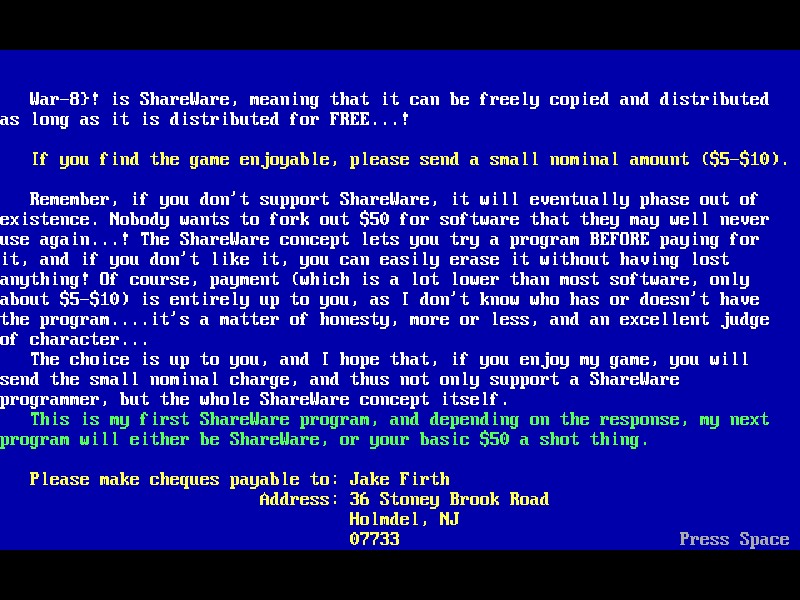 War-8}! is ShareWare, meaning that it can be freely copied and distributed
as long as it is distributed for FREE...!
If you find the game enjoyable, please send a small nominal amount ($5-$10).
Remember, if you don't support ShareWare, it will eventually phase out of
existence. Nobody wants to fork out $50 for software that they may well never
use again...! The ShareWare concept lets you try a program BEFORE paying for
it, and if you don't like it, you can easily erase it without having lost
anything! Of course, payment (which is a lot lower than most software, only
about $5-$10) is entirely up to you, as I don't know who has or doesn't have
the program....it's a matter of honesty, more or less, and an excellent judge
of character...
The choice is up to you, and I hope that, if you enjoy my game, you will
send the small nominal charge, and thus not only support a ShareWare
programmer, but the whole ShareWare concept itself.
This is my first ShareWare program, and depending on the response, my next
program will either be ShareWare, or your basic $50 a shot thing.
Please make cheques payable to: Jake Firth
Address: 36 Stoney Brook Road
Holmdel, NJ
07733
Press Space